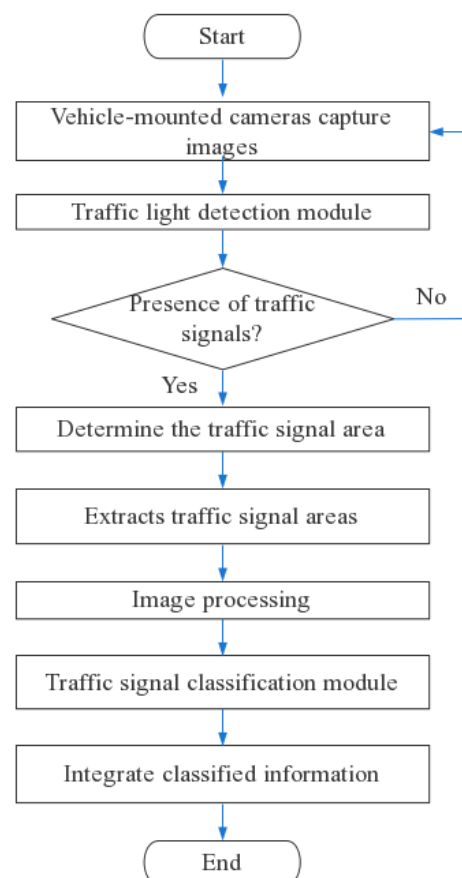 Start
Vehicle-mounted cameras capture
images
Traffic light detection module
Presence of traffic
signals?
No
Yes
Determine the traffic signal area
Extracts traffic signal areas
Image processing
Traffic signal classification module
Integrate classified information
End